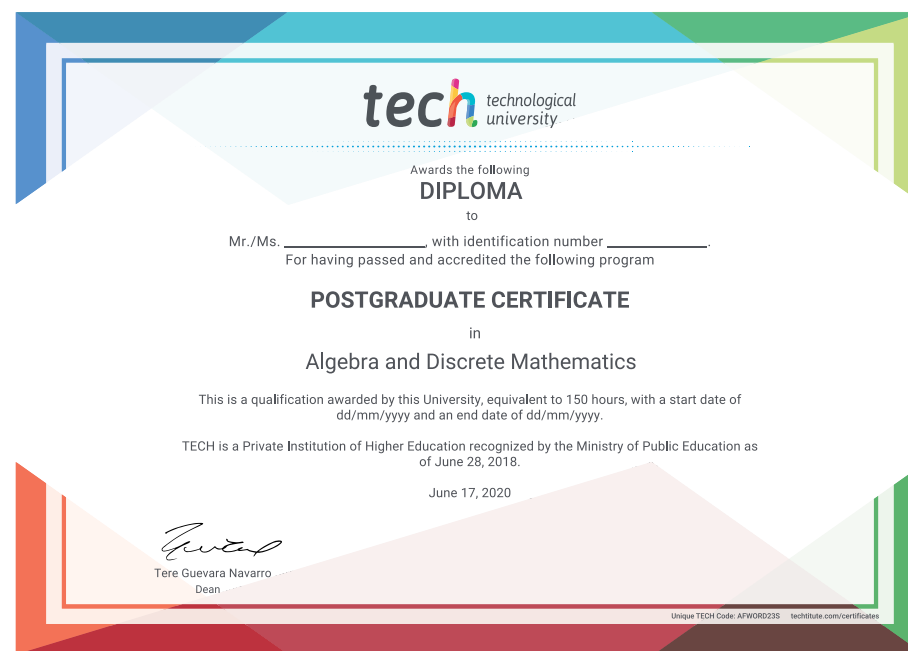 tech technological
university
Awards the following
DIPLOMA
to
Mr./Ms. ____________, with identification number ____________.
For having passed and accredited the following program
POSTGRADUATE CERTIFICATE
in
Algebra and Discrete Mathematics
This is a qualification awarded by this University, equivalent to 150 hours, with a start date of
dd/mm/yyyy and an end date of dd/mm/yyyy.
TECH is a Private Institution of Higher Education recognized by the Ministry of Public Education as
of June 28, 2018.
June 17, 2020
Tere Guevara Navarro
Dean
Unique TECH Code: AFWORD23S techtitute.com/certificates